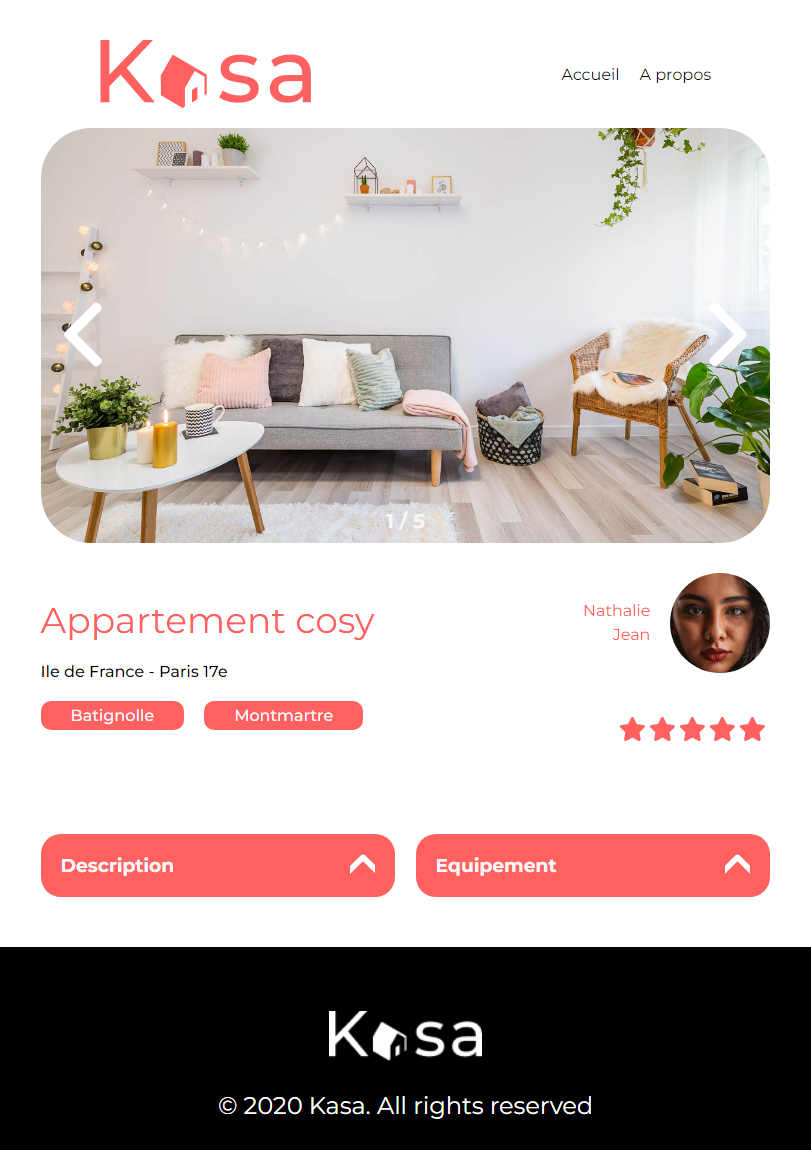 Kasa
Accueil A propos
1 / 5
Appartement cosy
Nathalie
Jean
Ile de France - Paris 17e
Batignolle Montmartre
Description
Equipement
Kasa
© 2020 Kasa. All rights reserved